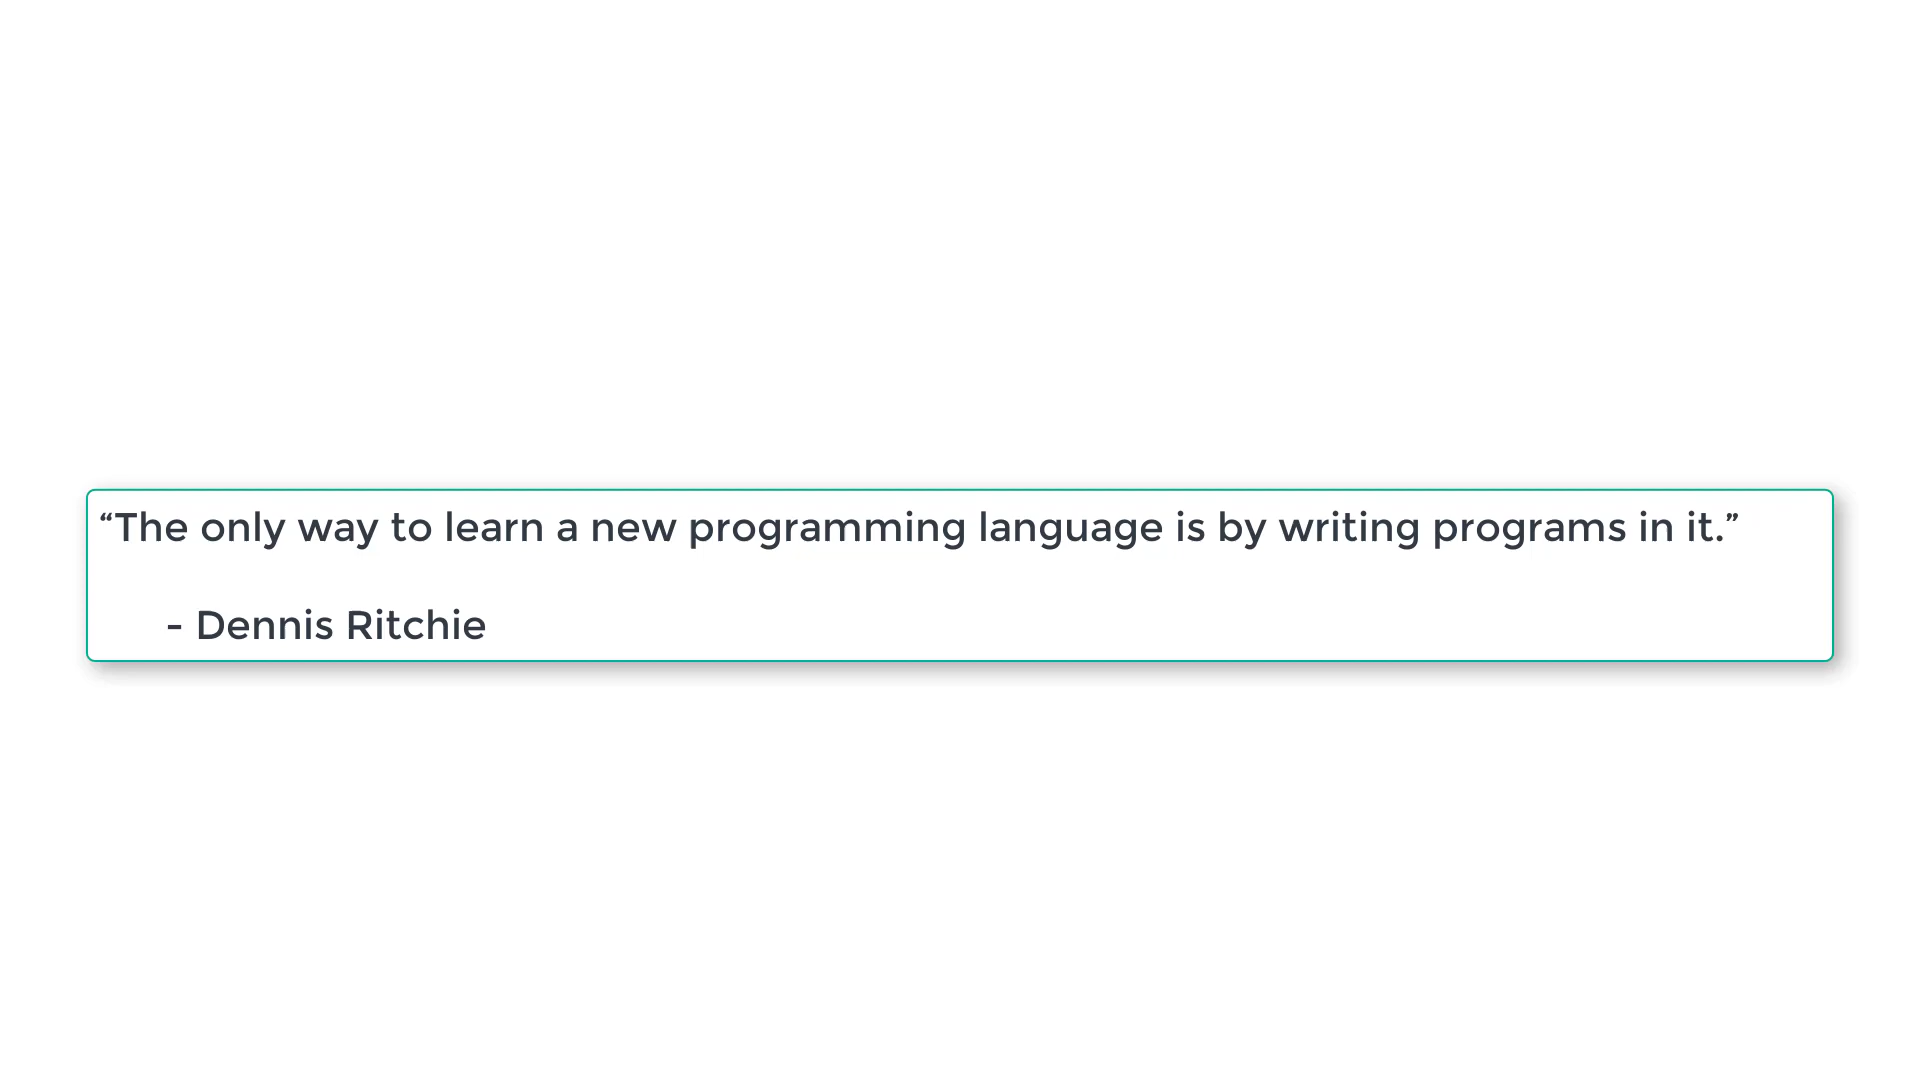 “The only way to learn a new programming language is by writing programs in it.”
- Dennis Ritchie